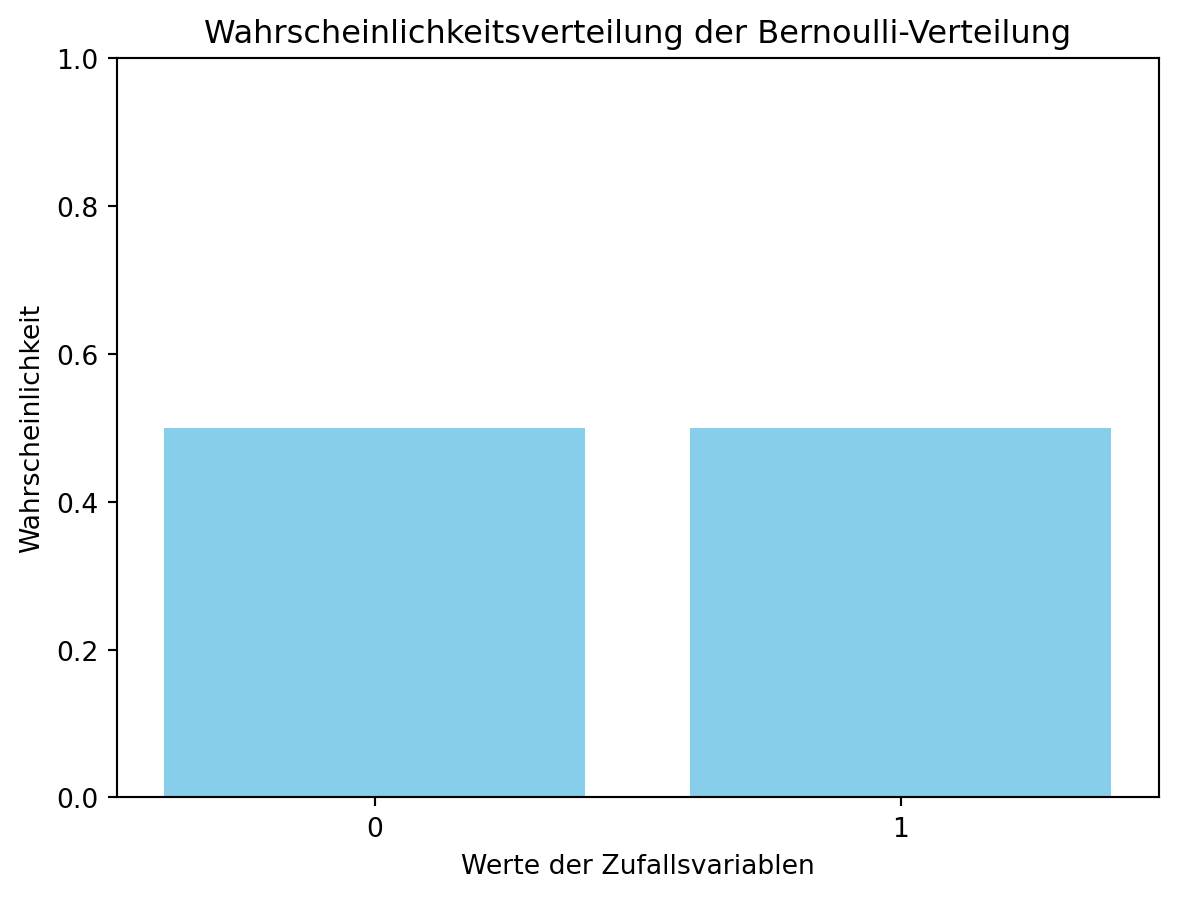 Wahrscheinlichkeitsverteilung der Bernoulli-Verteilung
1.0
0.8
0.6
0.4
0.2
0.0
Wahrscheinlichkeit
0 1
Werte der Zufallsvariablen